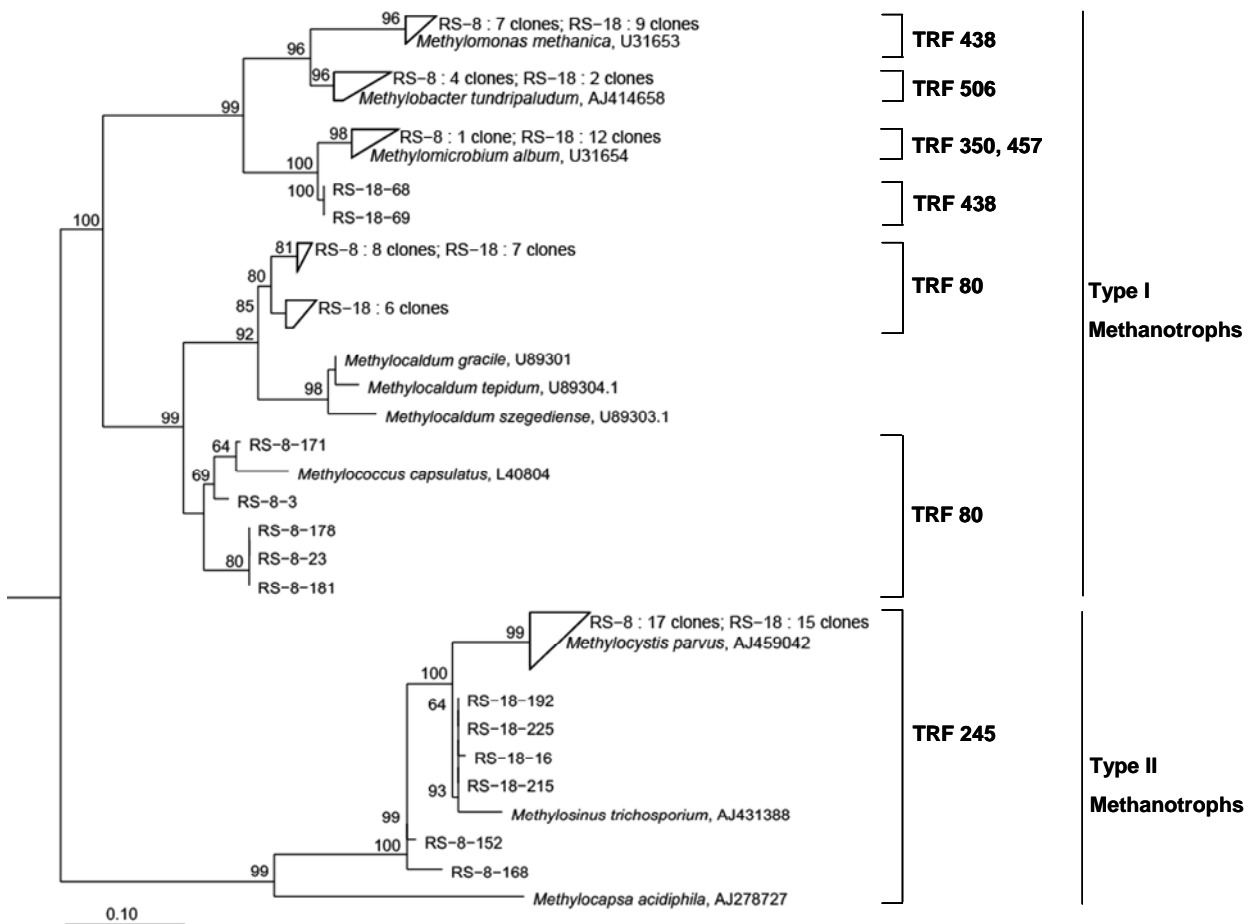 96
RS-8 : 7 clones; RS-18 : 9 clones
Methylomonas methanica, U31653
TRF 438
96
96
RS-8 : 4 clones; RS-18 : 2 clones
Methylobacter tundripaludum, AJ414658
TRF 506
99
98
RS-8 : 1 clone; RS-18 : 12 clones
Methylomicrobium album, U31654
TRF 350, 457
100
100
RS-18-68
RS-18-69
TRF 438
100
81
RS-8 : 8 clones; RS-18 : 7 clones
80
TRF 80
85
RS-18 : 6 clones
92
Type I
Methanotrophs
Methylocaldum gracile, U89301
98
Methylocaldum tepidum, U89304.1
Methylocaldum szegediense, U89303.1
99
64
RS-8-171
69
Methylococcus capsulatus, L40804
RS-8-3
TRF 80
RS-8-178
80
RS-8-23
RS-8-181
99
RS-8 : 17 clones; RS-18 : 15 clones
Methylocystis parvus, AJ459042
100
64
RS-18-192
RS-18-225
TRF 245
RS-18-16
Type II
Methanotrophs
93
RS-18-215
Methylosinus trichosporium, AJ431388
99
RS-8-152
100
RS-8-168
99
Methylocapsa acidiphila, AJ278727
0.10